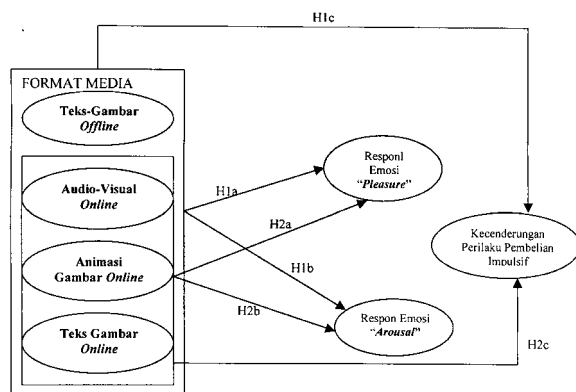 H1c
FORMAT MEDIA
Teks-Gambar
Offline
Audio-Visual
Online
Animasi
Gambar Online
Teks Gambar
Online
H1a
H2a
H1b
H2b
Responl
Emosi
"Pleasure"
Respon Emosi
"Arousal"
Kecenderungan
Perilaku Pembelian
Impulsif
H2c